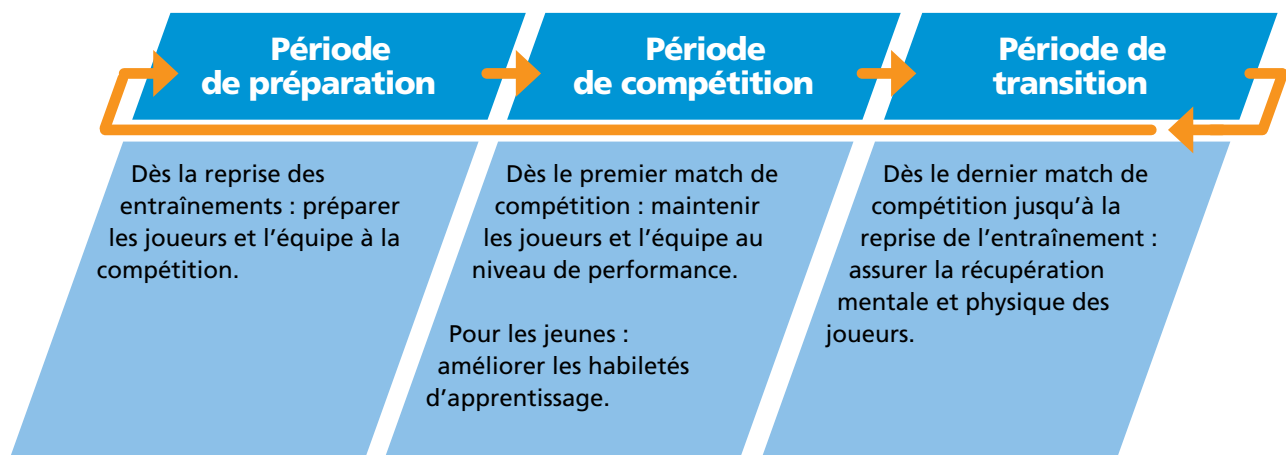 Période
de préparation
Période
de compétition
Période de
transition
Dès la reprise des
entraînements : préparer
les joueurs et l’équipe à la
compétition.
Dès le premier match de
compétition : maintenir
les joueurs et l’équipe au
niveau de performance.
Pour les jeunes :
améliorer les habiletés
d’apprentissage.
Dès le dernier match de
compétition jusqu’à la
reprise de l’entraînement :
assurer la récupération
mentale et physique des
joueurs.